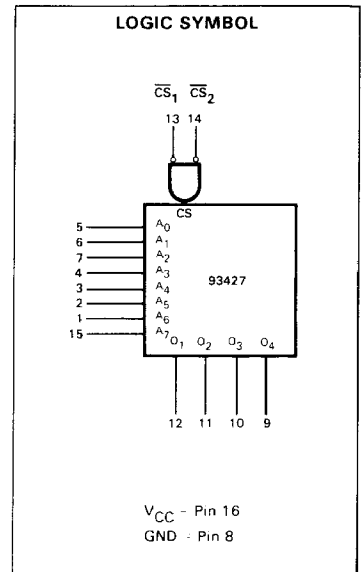 LOGIC SYMBOL
CS₁ CS₂
13 14
CS
5 A₀
6 A₁
7 A₂
4 A₃
3 A₄
2 A₅
1 A₆
15 A₇
93427
O₁ O₂ O₃ O₄
12 11 10 9
VCC - Pin 16
GND - Pin 8